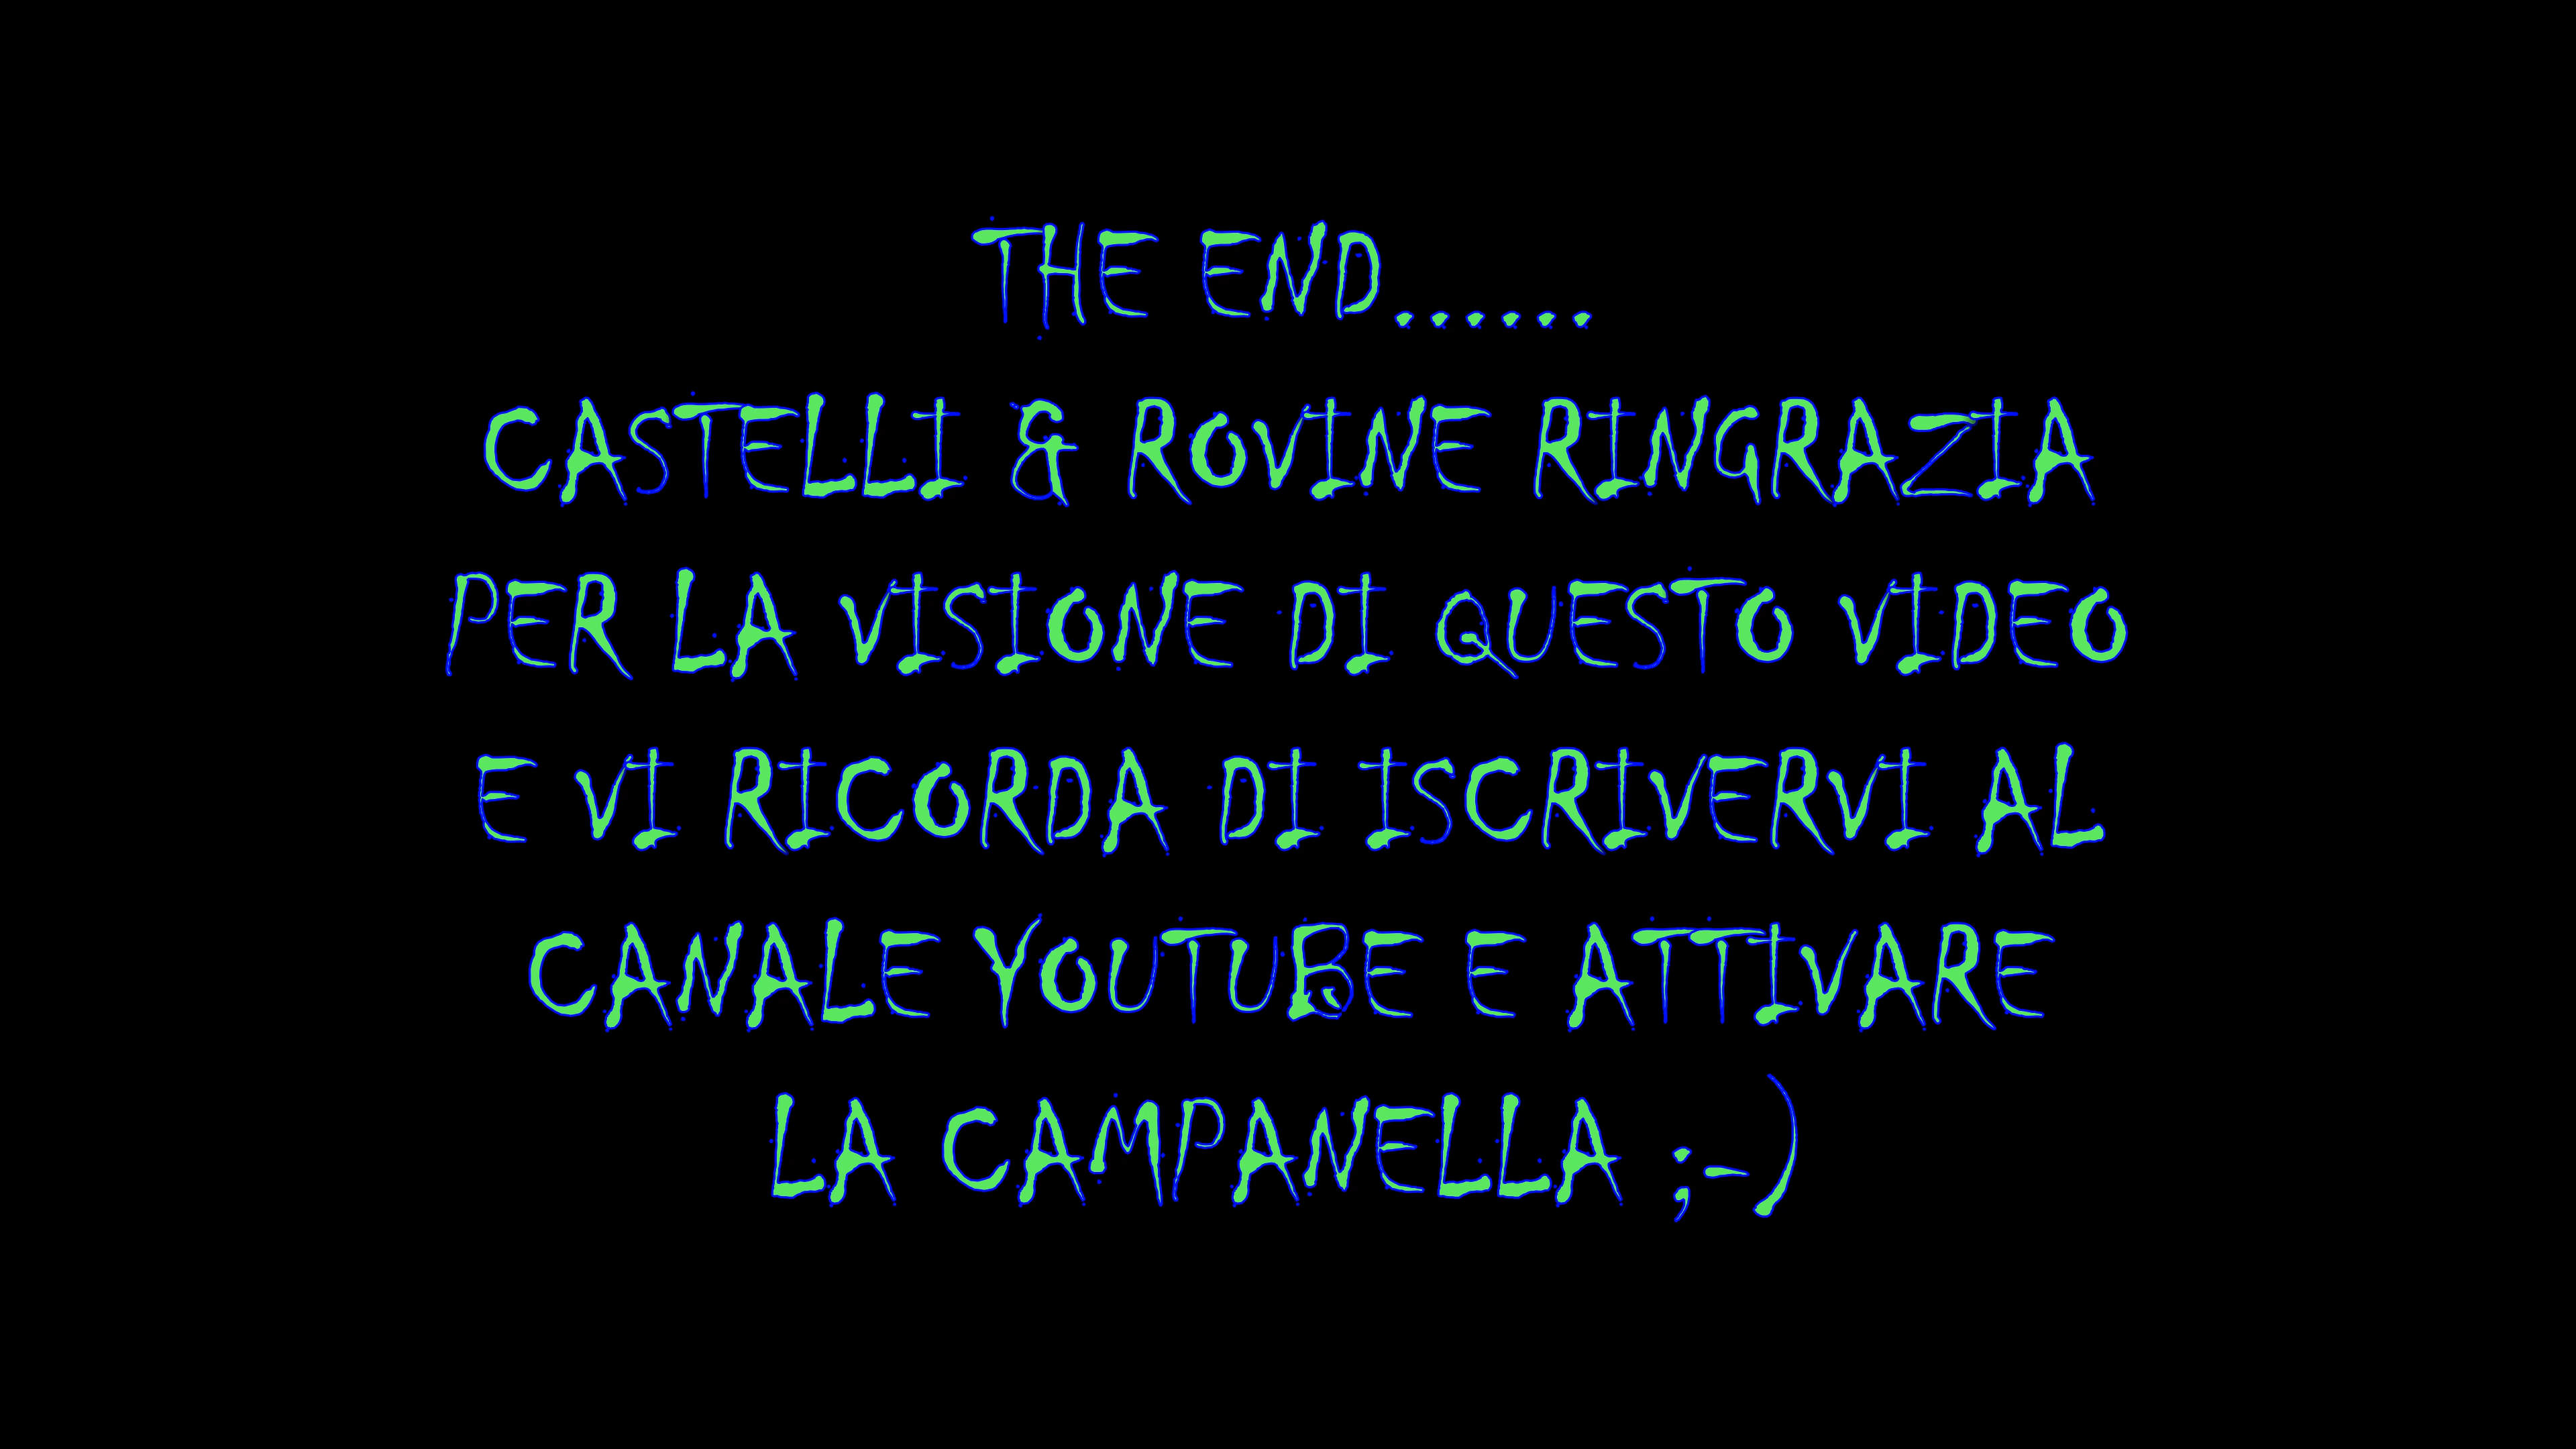 THE END......
CASTELLI & ROVINE RINGRAZIA
PER LA VISIONE DI QUESTO VIDEO
E VI RICORDA DI ISCRIVERVI AL
CANALE YOUTUBE E ATTIVARE
LA CAMPANELLA ;-)